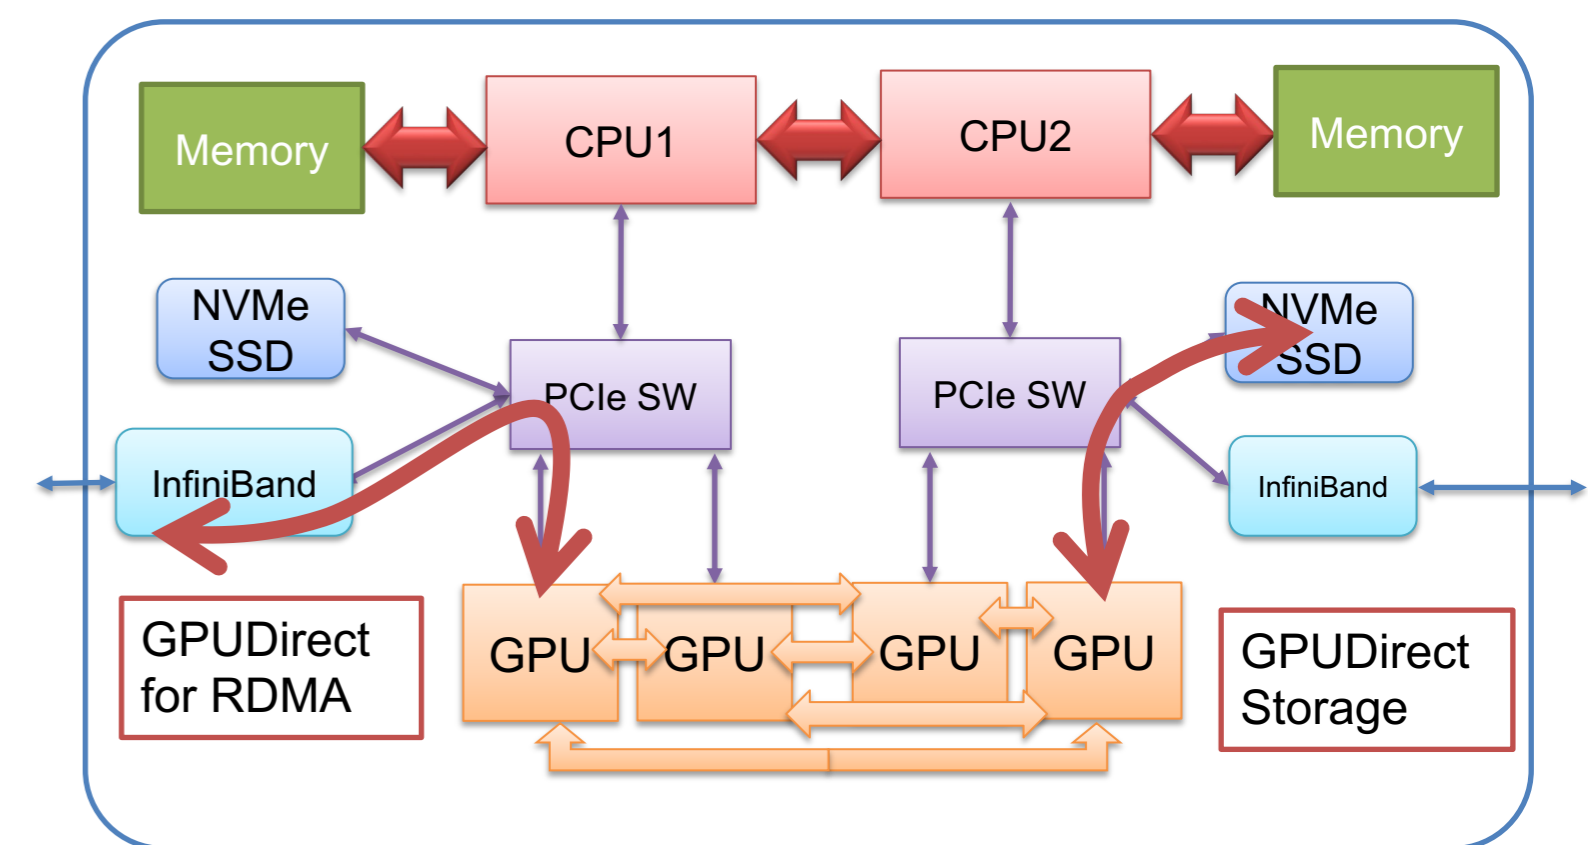 Memory
CPU1
CPU2
Memory
NVMe
SSD
PCIe SW
PCIe SW
NVMe
SSD
InfiniBand
InfiniBand
GPU
GPU
GPU
GPU
GPUDirect
for RDMA
GPUDirect
Storage